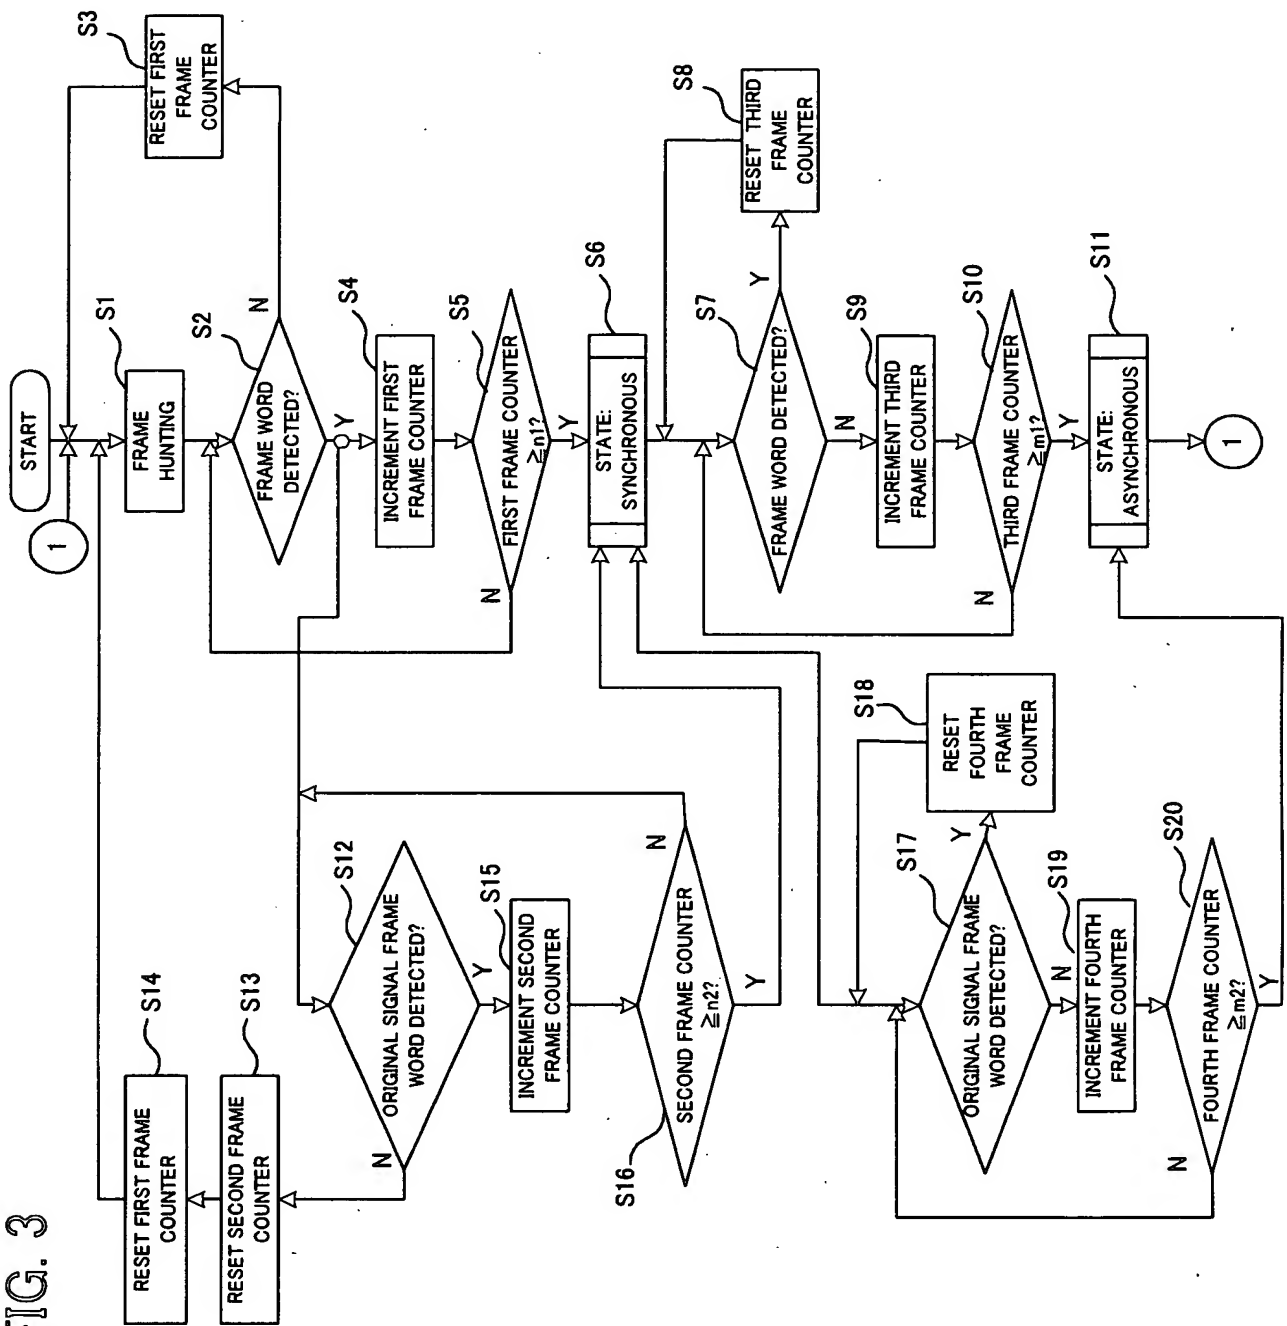 FIG. 3
START
1
S1
FRAME
HUNTING
S2
FRAME WORD
DETECTED?
N
Y
S3
RESET FIRST
FRAME
COUNTER
S4
INCREMENT FIRST
FRAME COUNTER
S5
FIRST FRAME COUNTER
≧n1?
N
Y
S6
STATE:
SYNCHRONOUS
S7
FRAME WORD DETECTED?
Y
N
S8
RESET THIRD
FRAME
COUNTER
S9
INCREMENT THIRD
FRAME COUNTER
S10
THIRD FRAME COUNTER
≧m1?
N
Y
S11
STATE:
ASYNCHRONOUS
1
S14
RESET FIRST FRAME
COUNTER
S13
RESET SECOND FRAME
COUNTER
S12
ORIGINAL SIGNAL FRAME
WORD DETECTED?
N
Y
S15
INCREMENT SECOND
FRAME COUNTER
S16
SECOND FRAME COUNTER
≧n2?
N
Y
S17
ORIGINAL SIGNAL FRAME
WORD DETECTED?
Y
N
S18
RESET
FOURTH
FRAME
COUNTER
S19
INCREMENT FOURTH
FRAME COUNTER
S20
FOURTH FRAME COUNTER
≧m2?
N
Y